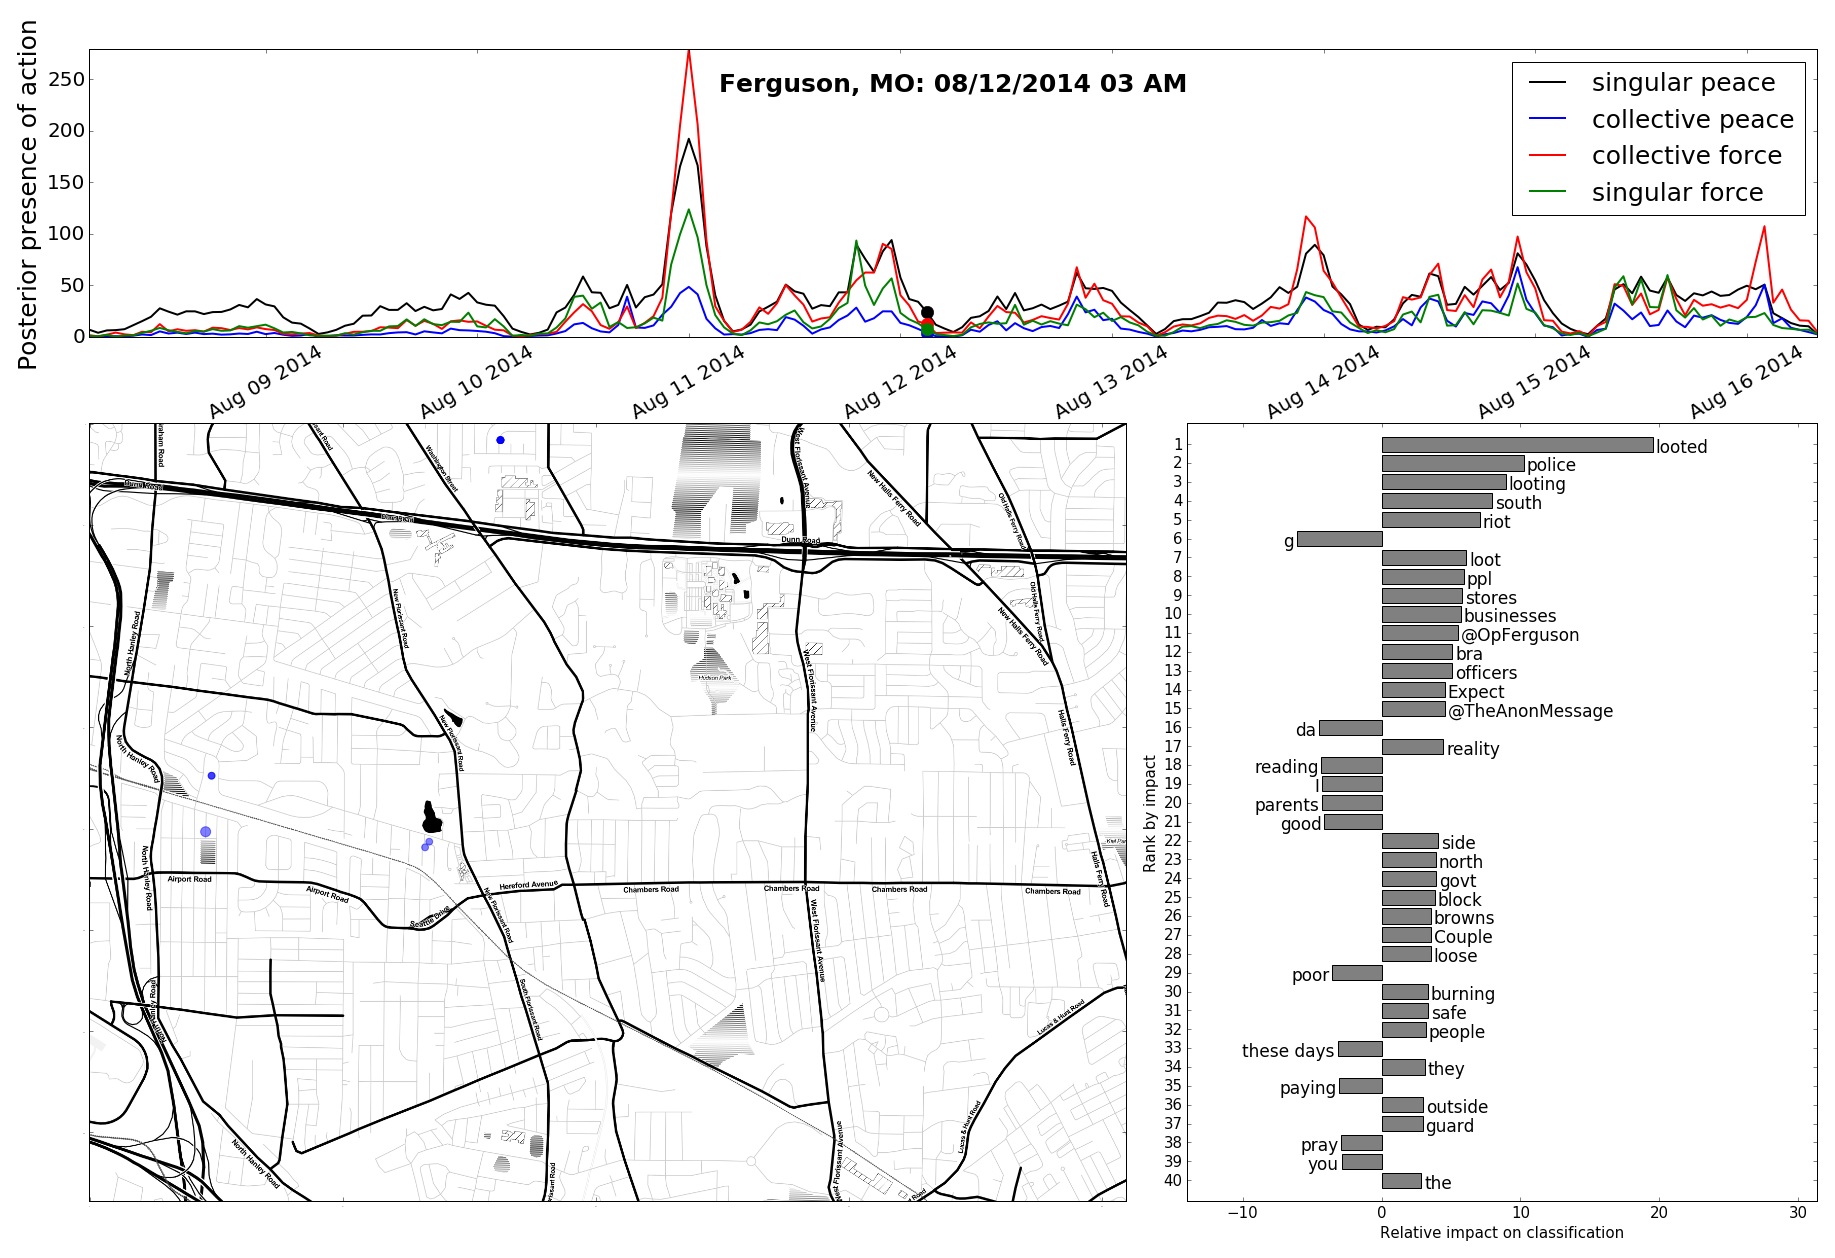 Ferguson, MO: 08/12/2014 03 AM
Posterior presence of action
250
200
150
100
50
0
singular peace
collective peace
collective force
singular force
Aug 09 2014
Aug 10 2014
Aug 11 2014
Aug 12 2014
Aug 13 2014
Aug 14 2014
Aug 15 2014
Aug 16 2014
Washington Street
West Florissant Avenue
New Halls Ferry Road
Old Halls Ferry Road
Dunn Road
Dunn Road
New Florissant Road
North Hanley Road
Old Halls Ferry Road
New Halls Ferry Road
Hudson Park
West Florissant Avenue
New Florissant Road
Halls Ferry Road
North Hanley Road
North Hanley Road
Airport Road
Airport Road
Seattle Drive
Hereford Avenue
Chambers Road
Chambers Road
Chambers Road
Chambers Road
Halls Ferry Road
New Florissant Road
West Florissant Avenue
South Florissant Road
Lucas & Hunt Road
Lucas & Hunt Road
North Hanley Road
West Florissant Avenue
Rank by impact
1 looted
2 police
3 looting
4 south
5 riot
6 g
7 loot
8 ppl
9 stores
10 businesses
11 @OpFerguson
12 bra
13 officers
14 Expect
15 @TheAnonMessage
16 da
17 reality
18 reading
19 I
20 parents
21 good
22 side
23 north
24 govt
25 block
26 browns
27 Couple
28 loose
29 poor
30 burning
31 safe
32 people
33 these days
34 they
35 paying
36 outside
37 guard
38 pray
39 you
40 the
−10 0 10 20 30
Relative impact on classification